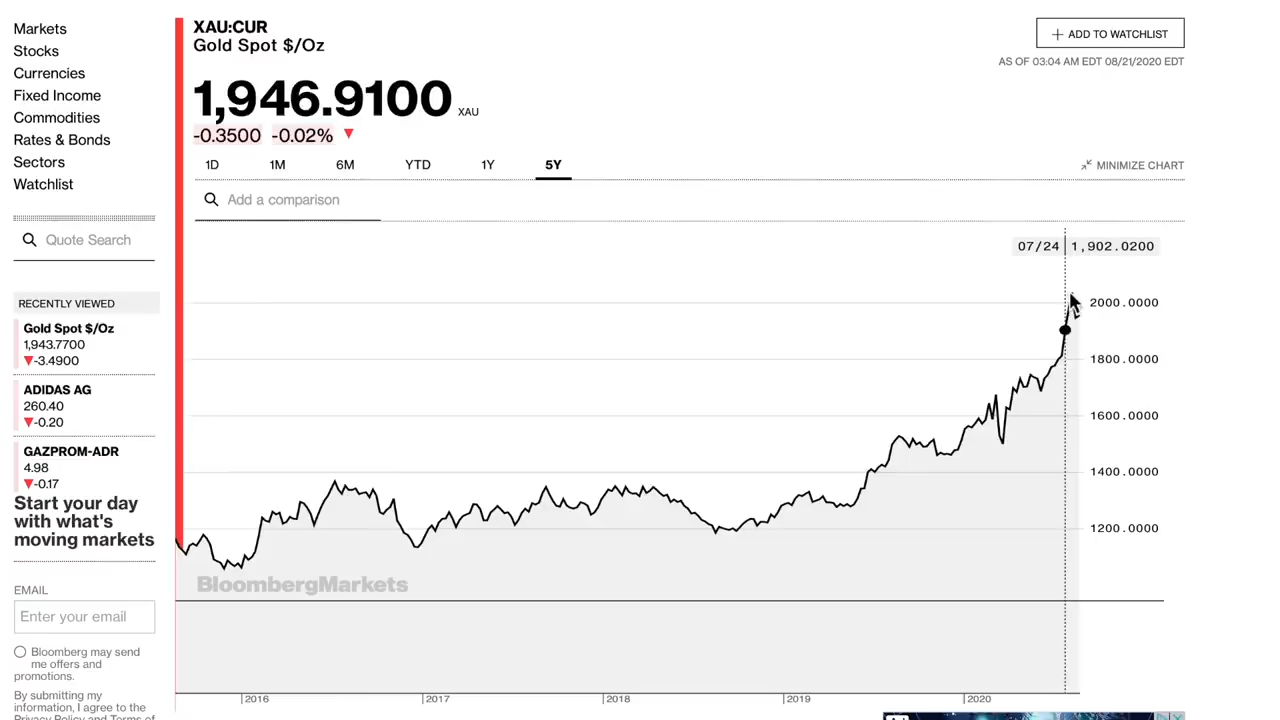 Markets
Stocks
Currencies
Fixed Income
Commodities
Rates & Bonds
Sectors
Watchlist
Quote Search
RECENTLY VIEWED
Gold Spot $/Oz
1,943.7700
▼-3.4900
ADIDAS AG
260.40
▼-0.20
GAZPROM-ADR
4.98
▼-0.17
Start your day
with what's
moving markets
EMAIL
Enter your email
Bloomberg may send
me offers and
promotions.
By submitting my
information, I agree to the
Privacy Policy and Terms of
XAU:CUR
Gold Spot $/Oz
1,946.9100 XAU
-0.3500 -0.02% ▼
+ ADD TO WATCHLIST
AS OF 03:04 AM EDT 08/21/2020 EDT
1D 1M 6M YTD 1Y 5Y
MINIMIZE CHART
Add a comparison
07/24 1,902.0200
2000.0000
1800.0000
1600.0000
1400.0000
1200.0000
BloombergMarkets
2016 2017 2018 2019 2020
Ad